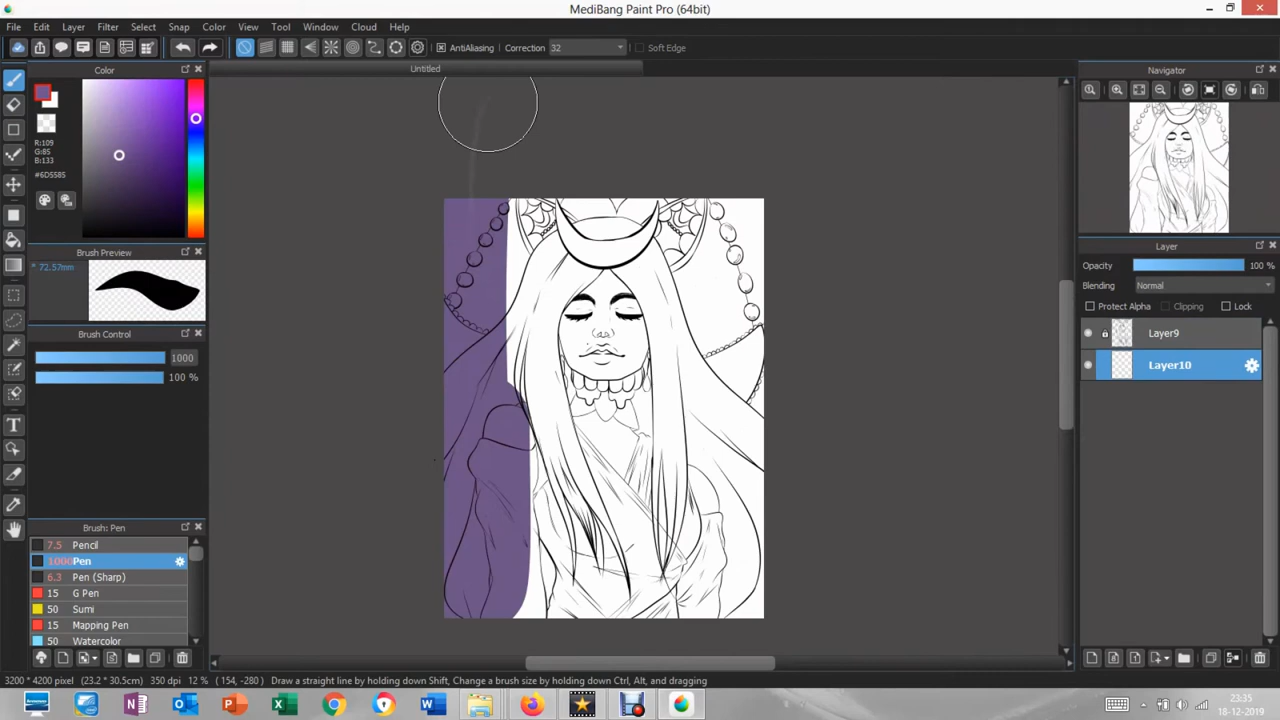 MediBang Paint Pro (64bit)
File Edit Layer Filter Select Snap Color View Tool Window Cloud Help
AntiAliasing Correction 32 Soft Edge
Color
Untitled
Navigator
R:109
G:85
B:133
#6D5585
Brush Preview
* 72.57mm
Layer
Opacity 100 %
Blending Normal
Protect Alpha Clipping Lock
Brush Control
Layer9
1000
Layer10
100 %
Brush: Pen
7.5 Pencil
1000 Pen
6.3 Pen (Sharp)
15 G Pen
50 Sumi
15 Mapping Pen
50 Watercolor
3200 * 4200 pixel (23.2 * 30.5cm) 350 dpi 12 % (154, -280) Draw a straight line by holding down Shift, Change a brush size by holding down Ctrl, Alt, and dragging
23:35
18-12-2019